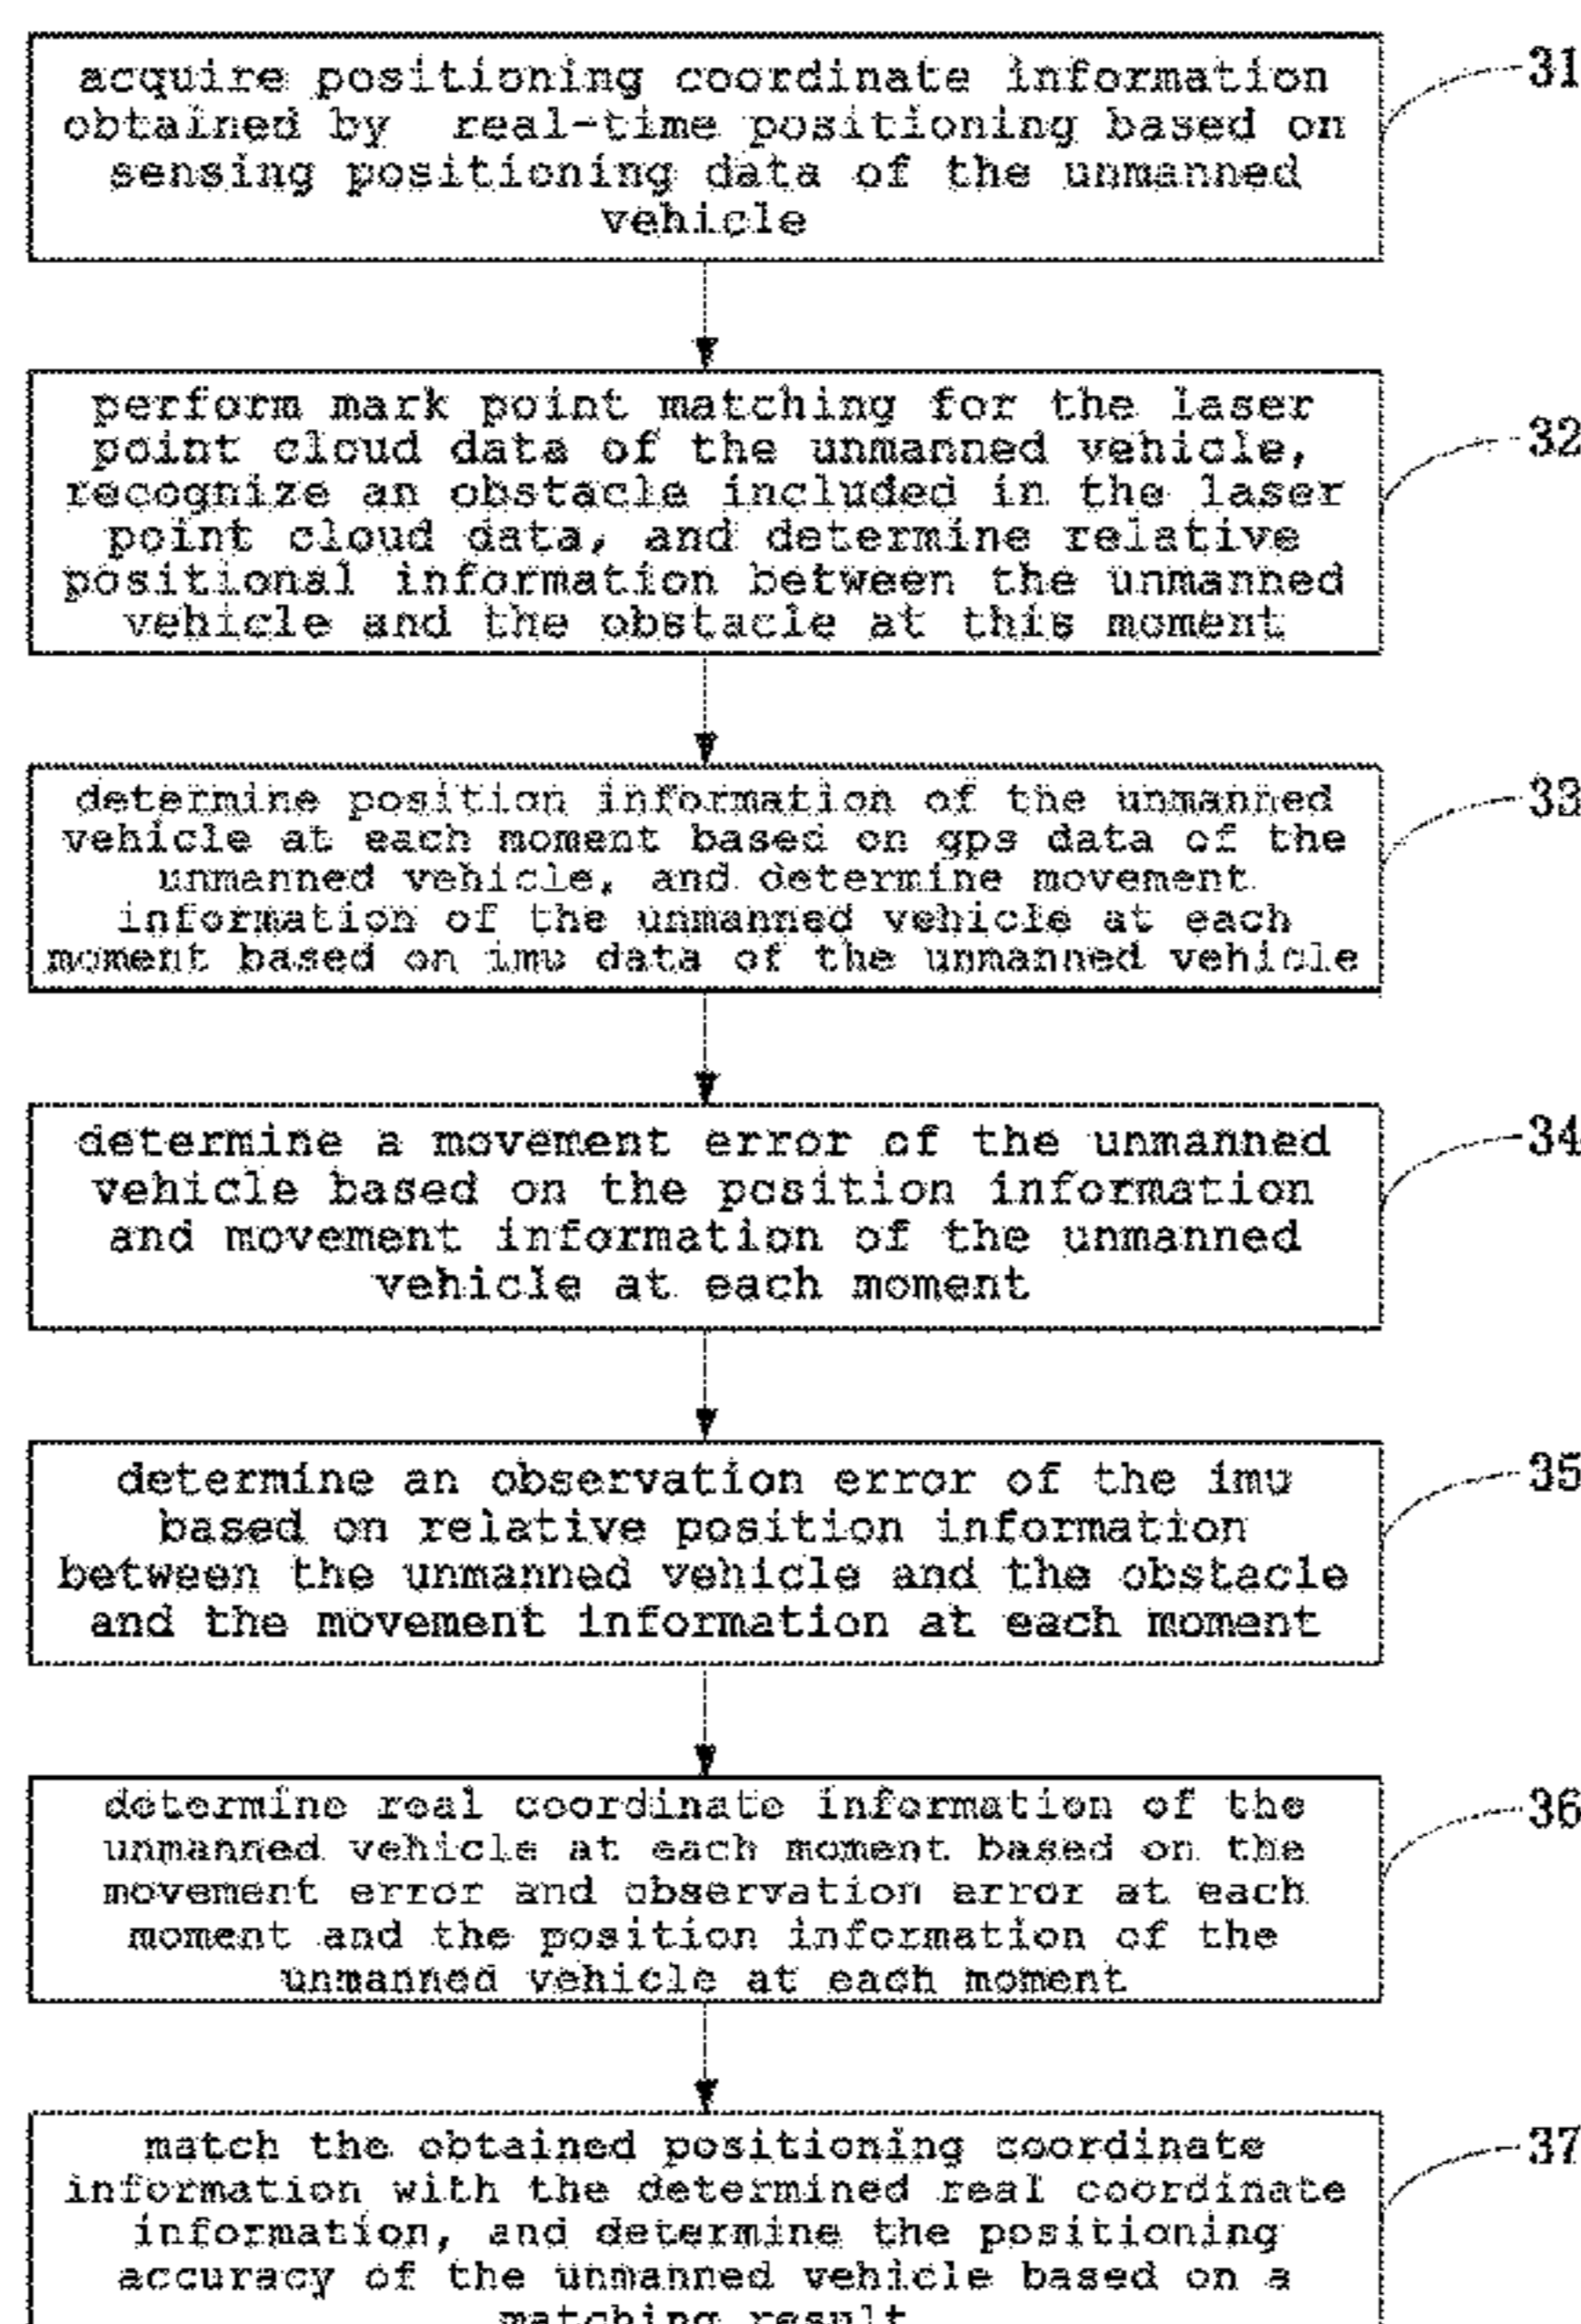 acquire positioning coordinate information
obtained by real-time positioning based on
sensing positioning data of the unmanned
vehicle
31
perform mark point matching for the laser
point cloud data of the unmanned vehicle,
recognize an obstacle included in the laser
point cloud data, and determine relative
positional information between the unmanned
vehicle and the obstacle at this moment
32
determine position information of the unmanned
vehicle at each moment based on gps data of the
unmanned vehicle, and determine movement
information of the unmanned vehicle at each
moment based on imu data of the unmanned vehicle
33
determine a movement error of the unmanned
vehicle based on the position information
and movement information of the unmanned
vehicle at each moment
34
determine an observation error of the imu
based on relative position information
between the unmanned vehicle and the obstacle
and the movement information at each moment
35
determine real coordinate information of the
unmanned vehicle at each moment based on the
movement error and observation error at each
moment and the position information of the
unmanned vehicle at each moment
36
match the obtained positioning coordinate
information with the determined real coordinate
information, and determine the positioning
accuracy of the unmanned vehicle based on a
matching result
37